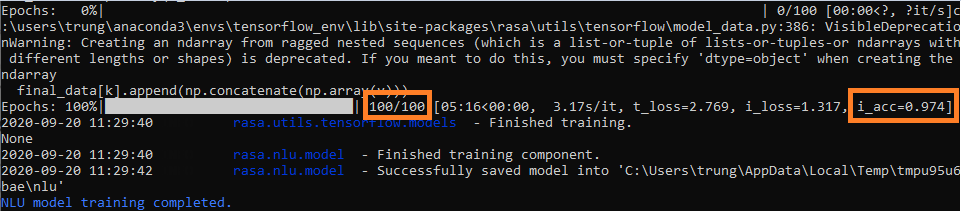 Epochs:   0%| | 0/100 [00:00<?, ?it/s]c
:\users\trung\anaconda3\envs\tensorflow_env\lib\site-packages\rasa\utils\tensorflow\model_data.py:386: VisibleDeprecatio
nWarning: Creating an ndarray from ragged nested sequences (which is a list-or-tuple of lists-or-tuples-or ndarrays with
 different lengths or shapes) is deprecated. If you meant to do this, you must specify 'dtype=object' when creating the
ndarray
  final_data[k].append(np.concatenate(np.array(v)))
Epochs: 100%| | 100/100 [05:16<00:00,  3.17s/it, t_loss=2.769, i_loss=1.317, i_acc=0.974]
2020-09-20 11:29:40 rasa.utils.tensorflow.models  - Finished training.
None
2020-09-20 11:29:40 rasa.nlu.model  - Finished training component.
2020-09-20 11:29:42 rasa.nlu.model  - Successfully saved model into 'C:\Users\trung\AppData\Local\Temp\tmpu95u6
bae\nlu'
NLU model training completed.